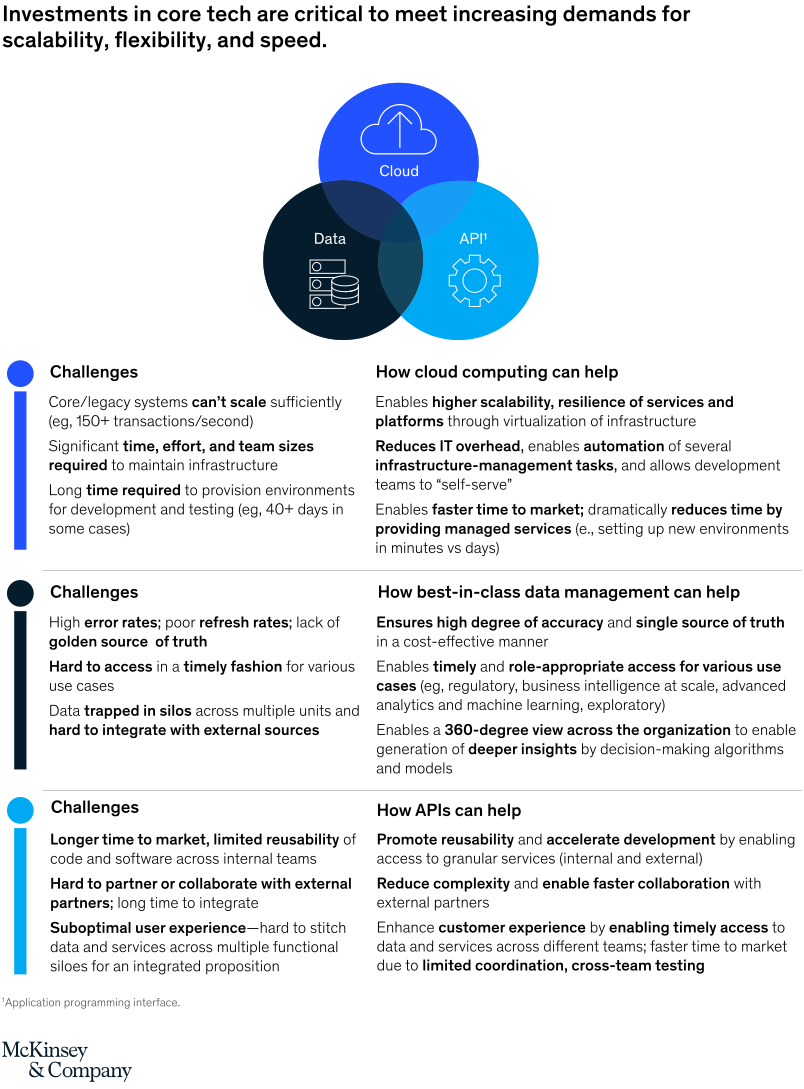 Investments in core tech are critical to meet increasing demands for
scalability, flexibility, and speed.
Cloud
Data
API¹
Challenges
Core/legacy systems can’t scale sufficiently
(eg, 150+ transactions/second)
Significant time, effort, and team sizes
required to maintain infrastructure
Long time required to provision environments
for development and testing (eg, 40+ days in
some cases)
How cloud computing can help
Enables higher scalability, resilience of services and
platforms through virtualization of infrastructure
Reduces IT overhead, enables automation of several
infrastructure-management tasks, and allows development
teams to “self-serve”
Enables faster time to market; dramatically reduces time by
providing managed services (e., setting up new environments
in minutes vs days)
Challenges
High error rates; poor refresh rates; lack of
golden source of truth
Hard to access in a timely fashion for various
use cases
Data trapped in silos across multiple units and
hard to integrate with external sources
How best-in-class data management can help
Ensures high degree of accuracy and single source of truth
in a cost-effective manner
Enables timely and role-appropriate access for various use
cases (eg, regulatory, business intelligence at scale, advanced
analytics and machine learning, exploratory)
Enables a 360-degree view across the organization to enable
generation of deeper insights by decision-making algorithms
and models
Challenges
Longer time to market, limited reusability of
code and software across internal teams
Hard to partner or collaborate with external
partners; long time to integrate
Suboptimal user experience—hard to stitch
data and services across multiple functional
siloes for an integrated proposition
How APIs can help
Promote reusability and accelerate development by enabling
access to granular services (internal and external)
Reduce complexity and enable faster collaboration with
external partners
Enhance customer experience by enabling timely access to
data and services across different teams; faster time to market
due to limited coordination, cross-team testing
¹Application programming interface.
McKinsey
& Company